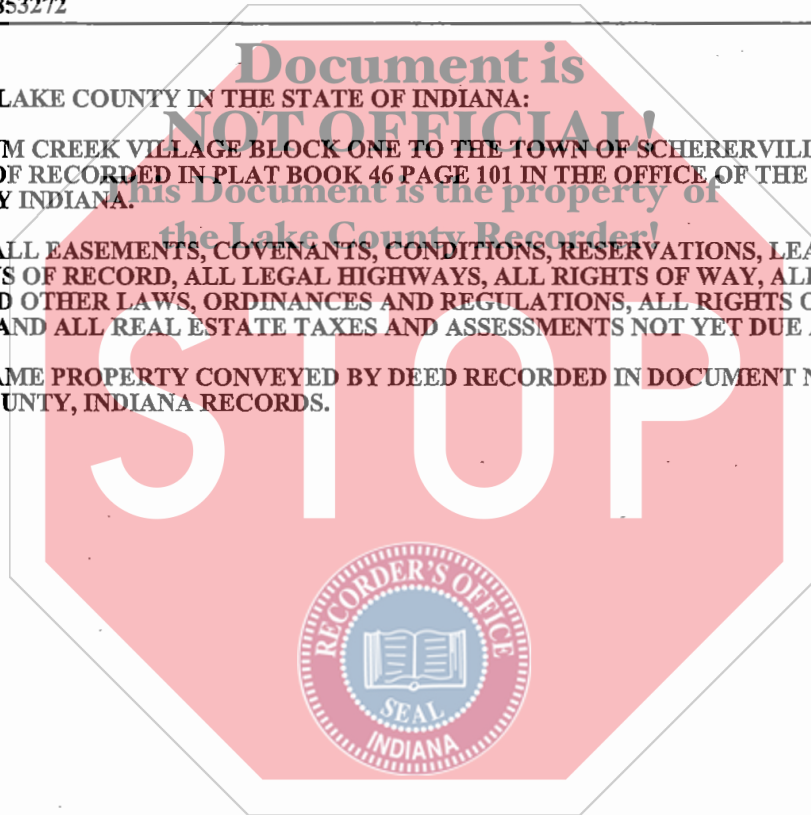 853272
Document is
LAKE COUNTY IN THE STATE OF INDIANA:
NOT OFFICIAL!
M CREEK VILLAGE BLOCK ONE TO THE TOWN OF SCHERERVILL
OF RECORDED IN PLAT BOOK 46 PAGE 101 IN THE OFFICE OF THE
This Document is the property of
Y INDIANA.
the Lake County Recorder!
ALL EASEMENTS, COVENANTS, CONDITIONS, RESERVATIONS, LEA
S OF RECORD, ALL LEGAL HIGHWAYS, ALL RIGHTS OF WAY, ALL
D OTHER LAWS, ORDINANCES AND REGULATIONS, ALL RIGHTS O
AND ALL REAL ESTATE TAXES AND ASSESSMENTS NOT YET DUE
AME PROPERTY CONVEYED BY DEED RECORDED IN DOCUMENT N
UNTY, INDIANA RECORDS.
STOP
RECORDER'S OFFICE
SEAL
INDIANA